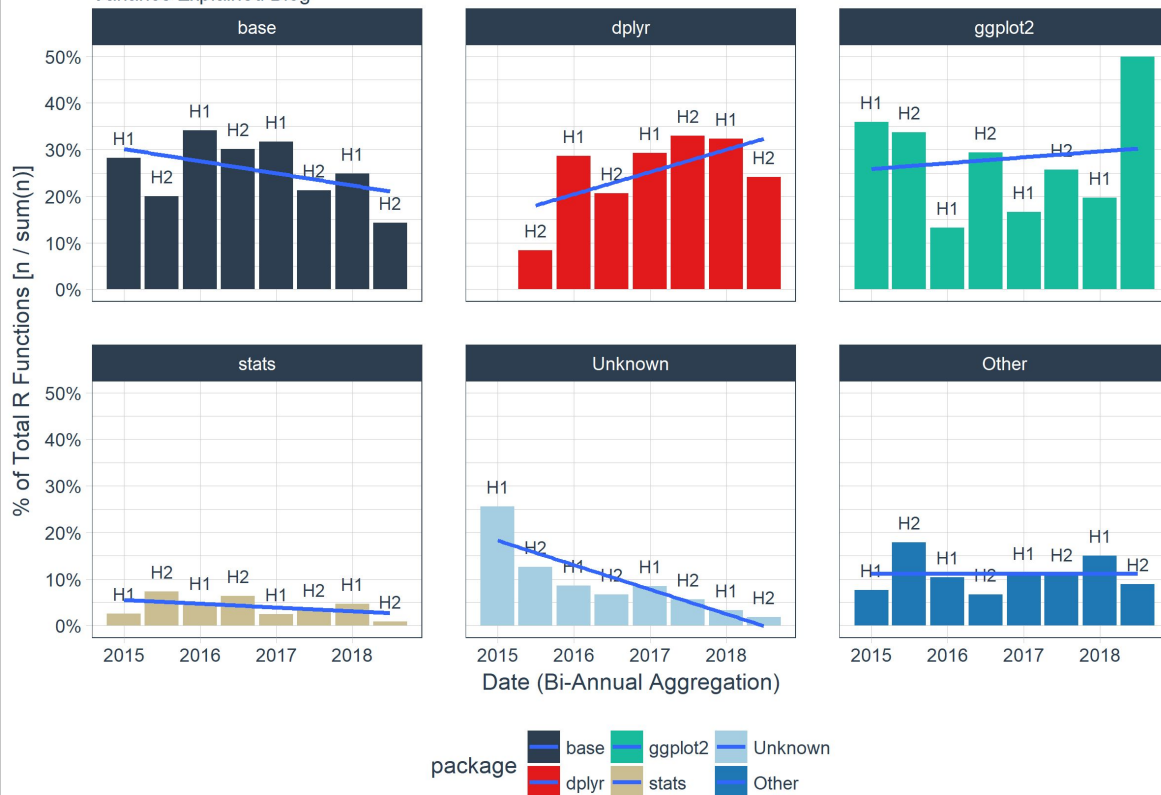 Variance Explained Blog
base
dplyr
ggplot2
% of Total R Functions [n / sum(n)]
50%
40%
30%
20%
10%
0%
H1
H2
H1
H2
H1
H2
H1
H2
H2
H1
H2
H1
H2
H1
H2
H1
H2
H1
H2
H1
H2
H1
stats
Unknown
Other
50%
40%
30%
20%
10%
0%
H1
H2
H1
H2
H1
H2
H1
H2
H1
H2
H1
H2
H1
H2
H1
H2
H1
H2
H1
H2
H1
H2
H1
H2
2015 2016 2017 2018
2015 2016 2017 2018
2015 2016 2017 2018
Date (Bi-Annual Aggregation)
package
base ggplot2 Unknown
dplyr stats Other